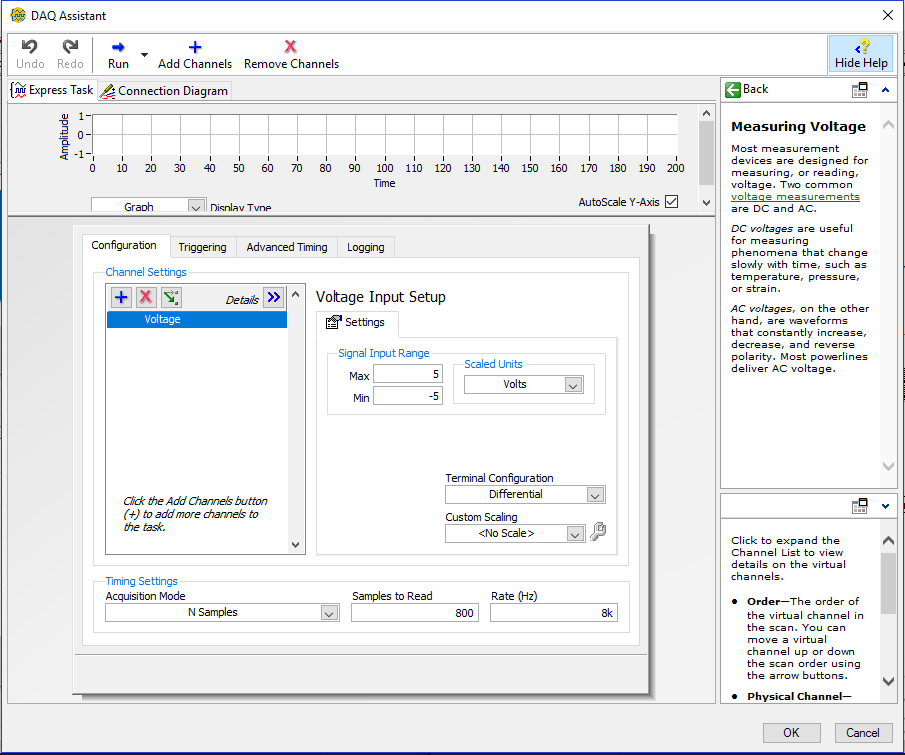 DAQ Assistant
Undo
Redo
Run
Add Channels
Remove Channels
Hide Help
Express Task
Connection Diagram
Back
Amplitude
1
0
-1
0 10 20 30 40 50 60 70 80 90 100 110 120 130 140 150 160 170 180 190 200
Time
Graph
Display Type
AutoScale Y-Axis
Configuration
Triggering
Advanced Timing
Logging
Channel Settings
Details
Voltage
Click the Add Channels button
(+) to add more channels to
the task.
Voltage Input Setup
Settings
Signal Input Range
Max 5
Min -5
Scaled Units
Volts
Terminal Configuration
Differential
Custom Scaling
<No Scale>
Timing Settings
Acquisition Mode
N Samples
Samples to Read
800
Rate (Hz)
8k
Measuring Voltage
Most measurement
devices are designed for
measuring, or reading,
voltage. Two common
voltage measurements
are DC and AC.
DC voltages are useful
for measuring
phenomena that change
slowly with time, such as
temperature, pressure,
or strain.
AC voltages, on the other
hand, are waveforms
that constantly increase,
decrease, and reverse
polarity. Most powerlines
deliver AC voltage.
Click to expand the
Channel List to view
details on the virtual
channels.
• Order—The order of
the virtual channel in
the scan. You can
move a virtual
channel up or down
the scan order using
the arrow buttons.
• Physical Channel—
OK
Cancel